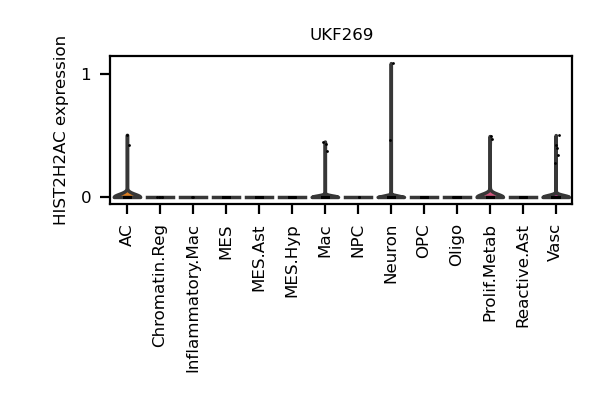 UKF269
HIST2H2AC expression
1
0
AC
Chromatin.Reg
Inflammatory.Mac
MES
MES.Ast
MES.Hyp
Mac
NPC
Neuron
OPC
Oligo
Prolif.Metab
Reactive.Ast
Vasc